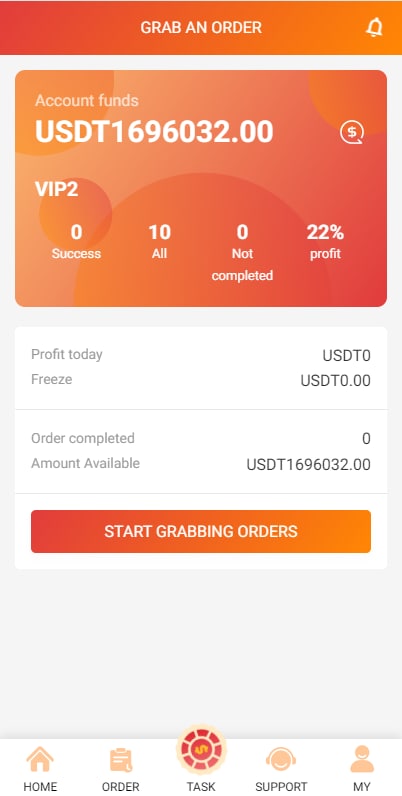 GRAB AN ORDER
Account funds
USDT1696032.00
$
VIP2
0 10 0 22%
Success All Not profit
completed
Profit today USDT0
Freeze USDT0.00
Order completed 0
Amount Available USDT1696032.00
START GRABBING ORDERS
$
HOME ORDER TASK SUPPORT MY